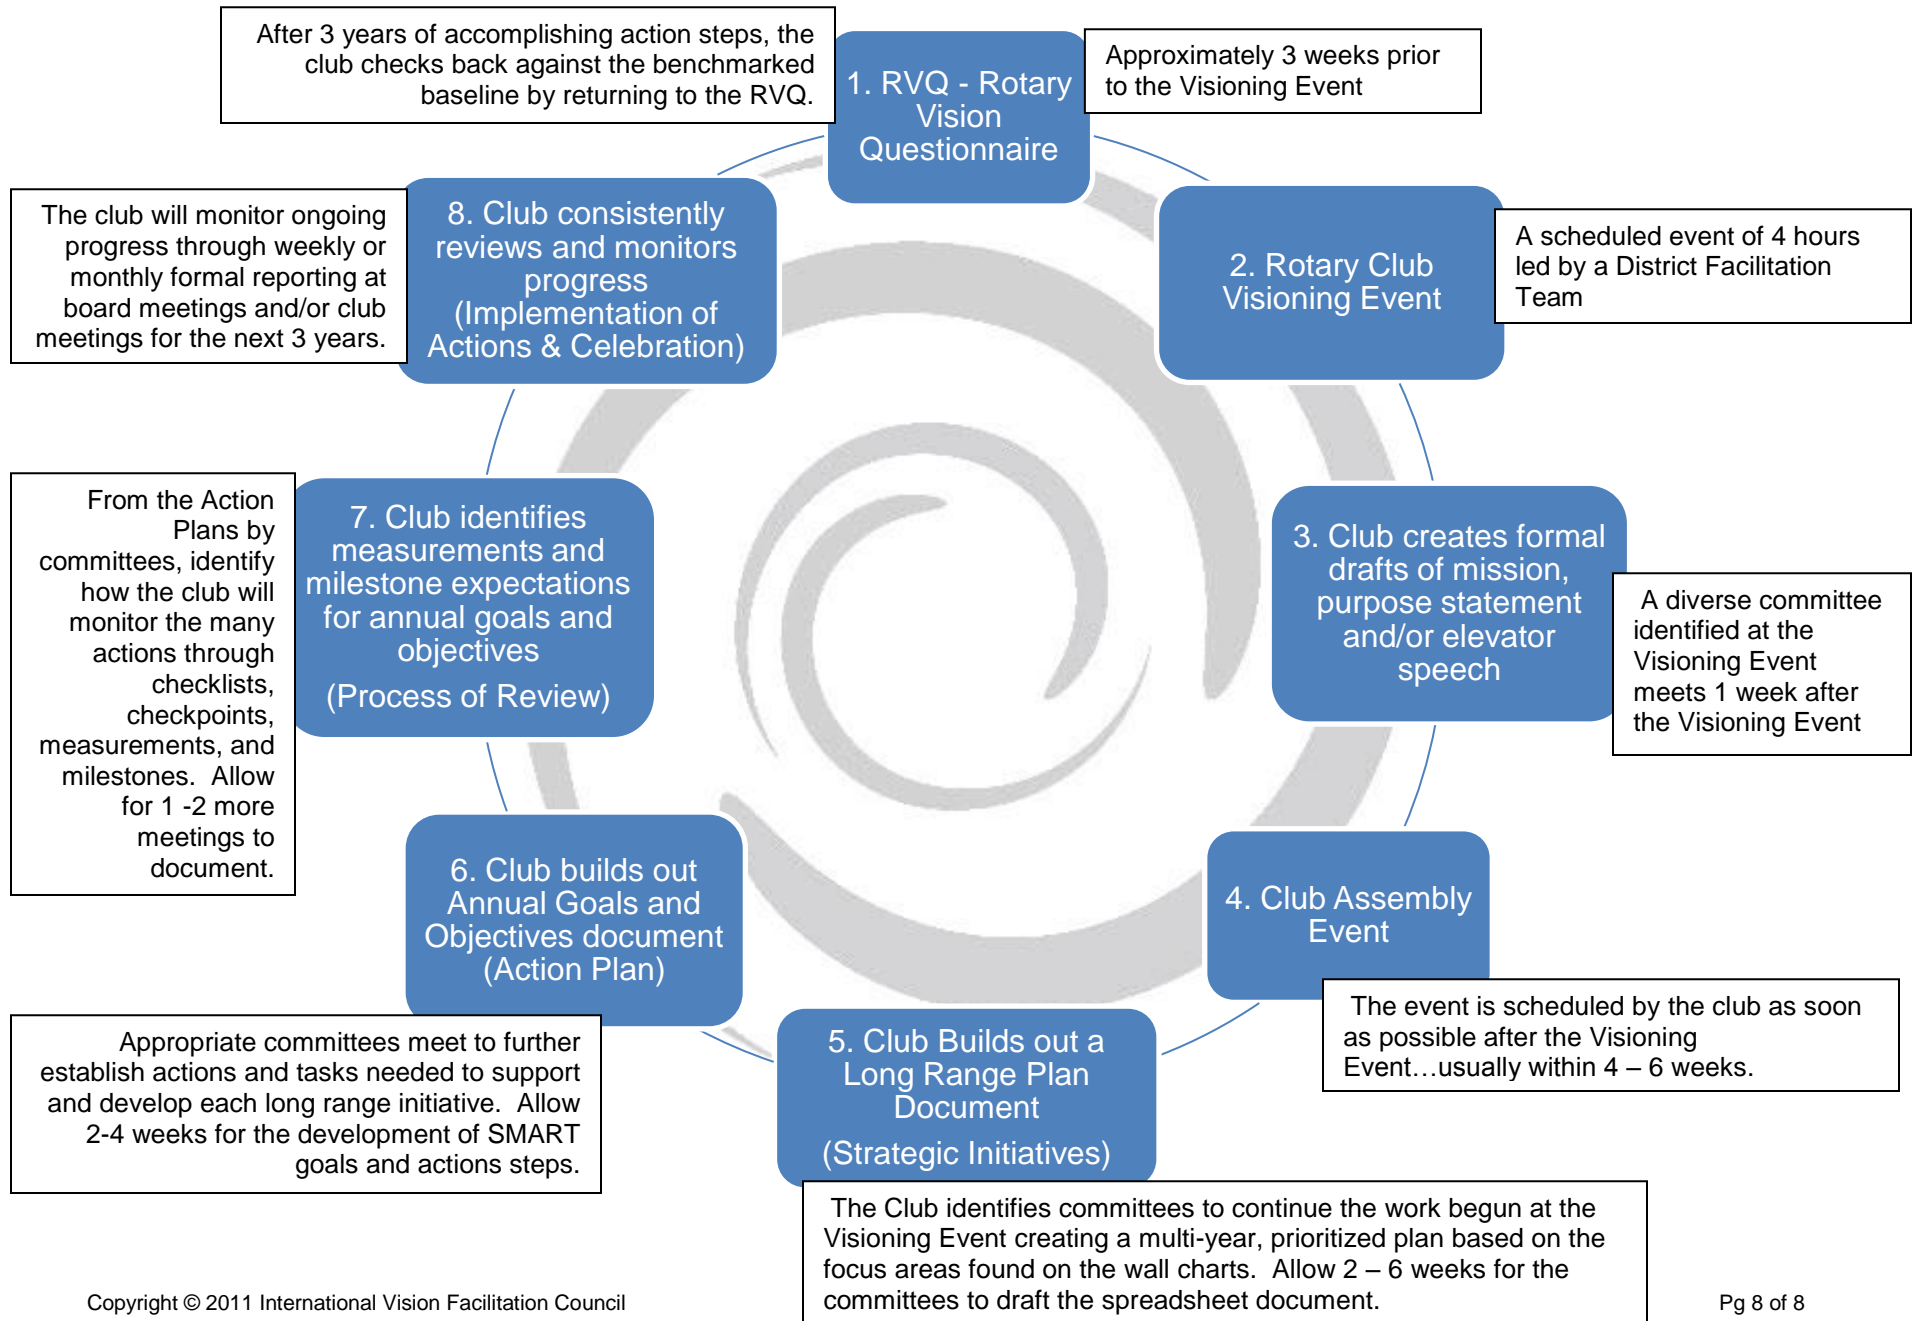 After 3 years of accomplishing action steps, the
club checks back against the benchmarked
baseline by returning to the RVQ.
1. RVQ - Rotary
Vision
Questionnaire
Approximately 3 weeks prior
to the Visioning Event
2. Rotary Club
Visioning Event
A scheduled event of 4 hours
led by a District Facilitation
Team
3. Club creates formal
drafts of mission,
purpose statement
and/or elevator
speech
A diverse committee
identified at the
Visioning Event
meets 1 week after
the Visioning Event
4. Club Assembly
Event
The event is scheduled by the club as soon
as possible after the Visioning
Event…usually within 4 – 6 weeks.
5. Club Builds out a
Long Range Plan
Document
(Strategic Initiatives)
The Club identifies committees to continue the work begun at the
Visioning Event creating a multi-year, prioritized plan based on the
focus areas found on the wall charts.  Allow 2 – 6 weeks for the
committees to draft the spreadsheet document.
6. Club builds out
Annual Goals and
Objectives document
(Action Plan)
Appropriate committees meet to further
establish actions and tasks needed to support
and develop each long range initiative.  Allow
2-4 weeks for the development of SMART
goals and actions steps.
7. Club identifies
measurements and
milestone expectations
for annual goals and
objectives
(Process of Review)
From the Action
Plans by
committees, identify
how the club will
monitor the many
actions through
checklists,
checkpoints,
measurements, and
milestones.  Allow
for 1 -2 more
meetings to
document.
8. Club consistently
reviews and monitors
progress
(Implementation of
Actions & Celebration)
The club will monitor ongoing
progress through weekly or
monthly formal reporting at
board meetings and/or club
meetings for the next 3 years.
Copyright © 2011 International Vision Facilitation Council
Pg 8 of 8